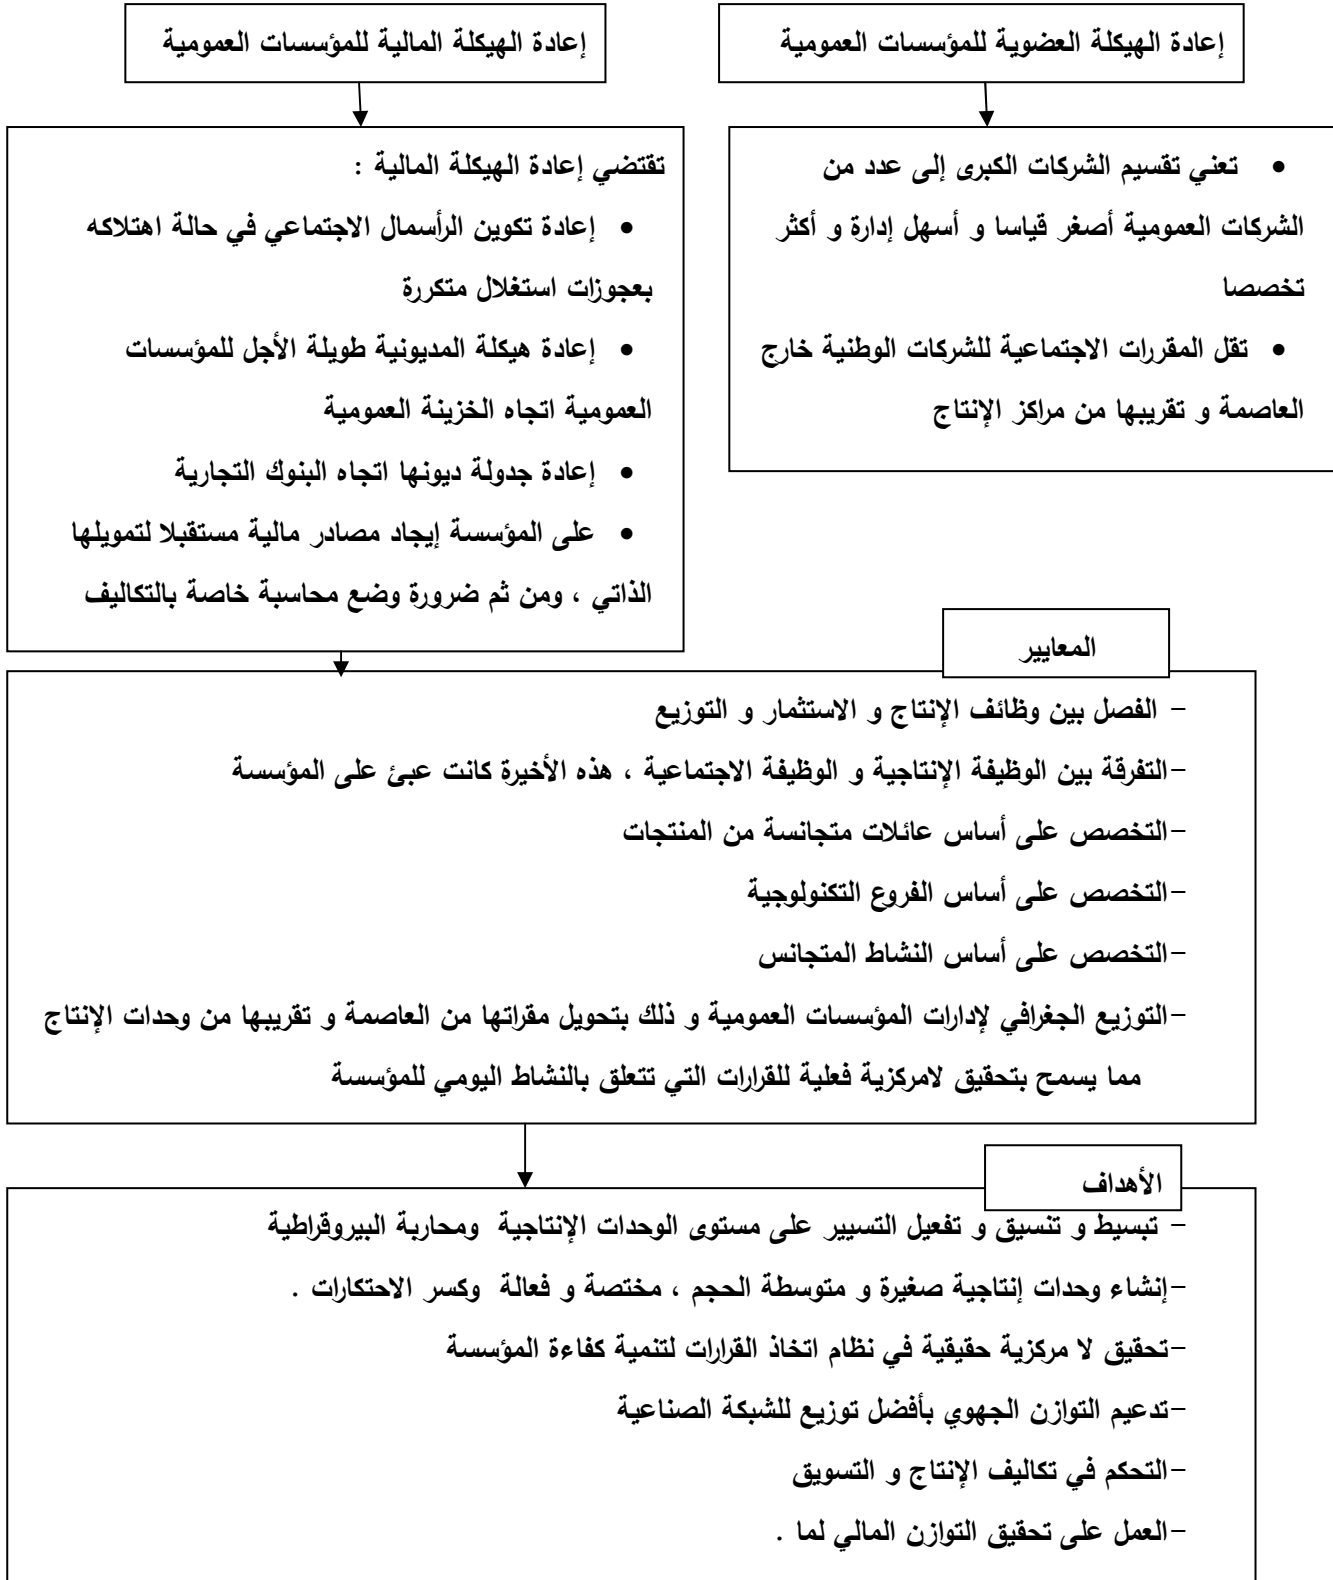 إعادة الهيكلة العضوية للمؤسسات العمومية
إعادة الهيكلة المالية للمؤسسات العمومية
• تعني تقسيم الشركات الكبرى إلى عدد من
الشركات العمومية أصغر قياسا و أسهل إدارة و أكثر
تخصصا
• تقل المقررات الاجتماعية للشركات الوطنية خارج
العاصمة و تقريبها من مراكز الإنتاج
تقتضي إعادة الهيكلة المالية :
• إعادة تكوين الرأسمال الاجتماعي في حالة اهتلاكه
بعجوزات استغلال متكررة
• إعادة هيكلة المديونية طويلة الأجل للمؤسسات
العمومية اتجاه الخزينة العمومية
• إعادة جدولة ديونها اتجاه البنوك التجارية
• على المؤسسة إيجاد مصادر مالية مستقبلا لتمويلها
الذاتي ، ومن ثم ضرورة وضع محاسبة خاصة بالتكاليف
المعايير
- الفصل بين وظائف الإنتاج و الاستثمار و التوزيع
-التفرقة بين الوظيفة الإنتاجية و الوظيفة الاجتماعية ، هذه الأخيرة كانت عبئ على المؤسسة
-التخصص على أساس عائلات متجانسة من المنتجات
-التخصص على أساس الفروع التكنولوجية
-التخصص على أساس النشاط المتجانس
-التوزيع الجغرافي لإدارات المؤسسات العمومية و ذلك بتحويل مقراتها من العاصمة و تقريبها من وحدات الإنتاج
مما يسمح بتحقيق لامركزية فعلية للقرارات التي تتعلق بالنشاط اليومي للمؤسسة
الأهداف
- تبسيط و تنسيق و تفعيل التسيير على مستوى الوحدات الإنتاجية ومحاربة البيروقراطية
-إنشاء وحدات إنتاجية صغيرة و متوسطة الحجم ، مختصة و فعالة وكسر الاحتكارات .
-تحقيق لا مركزية حقيقية في نظام اتخاذ القرارات لتنمية كفاءة المؤسسة
-تدعيم التوازن الجهوي بأفضل توزيع للشبكة الصناعية
-التحكم في تكاليف الإنتاج و التسويق
-العمل على تحقيق التوازن المالي لما .